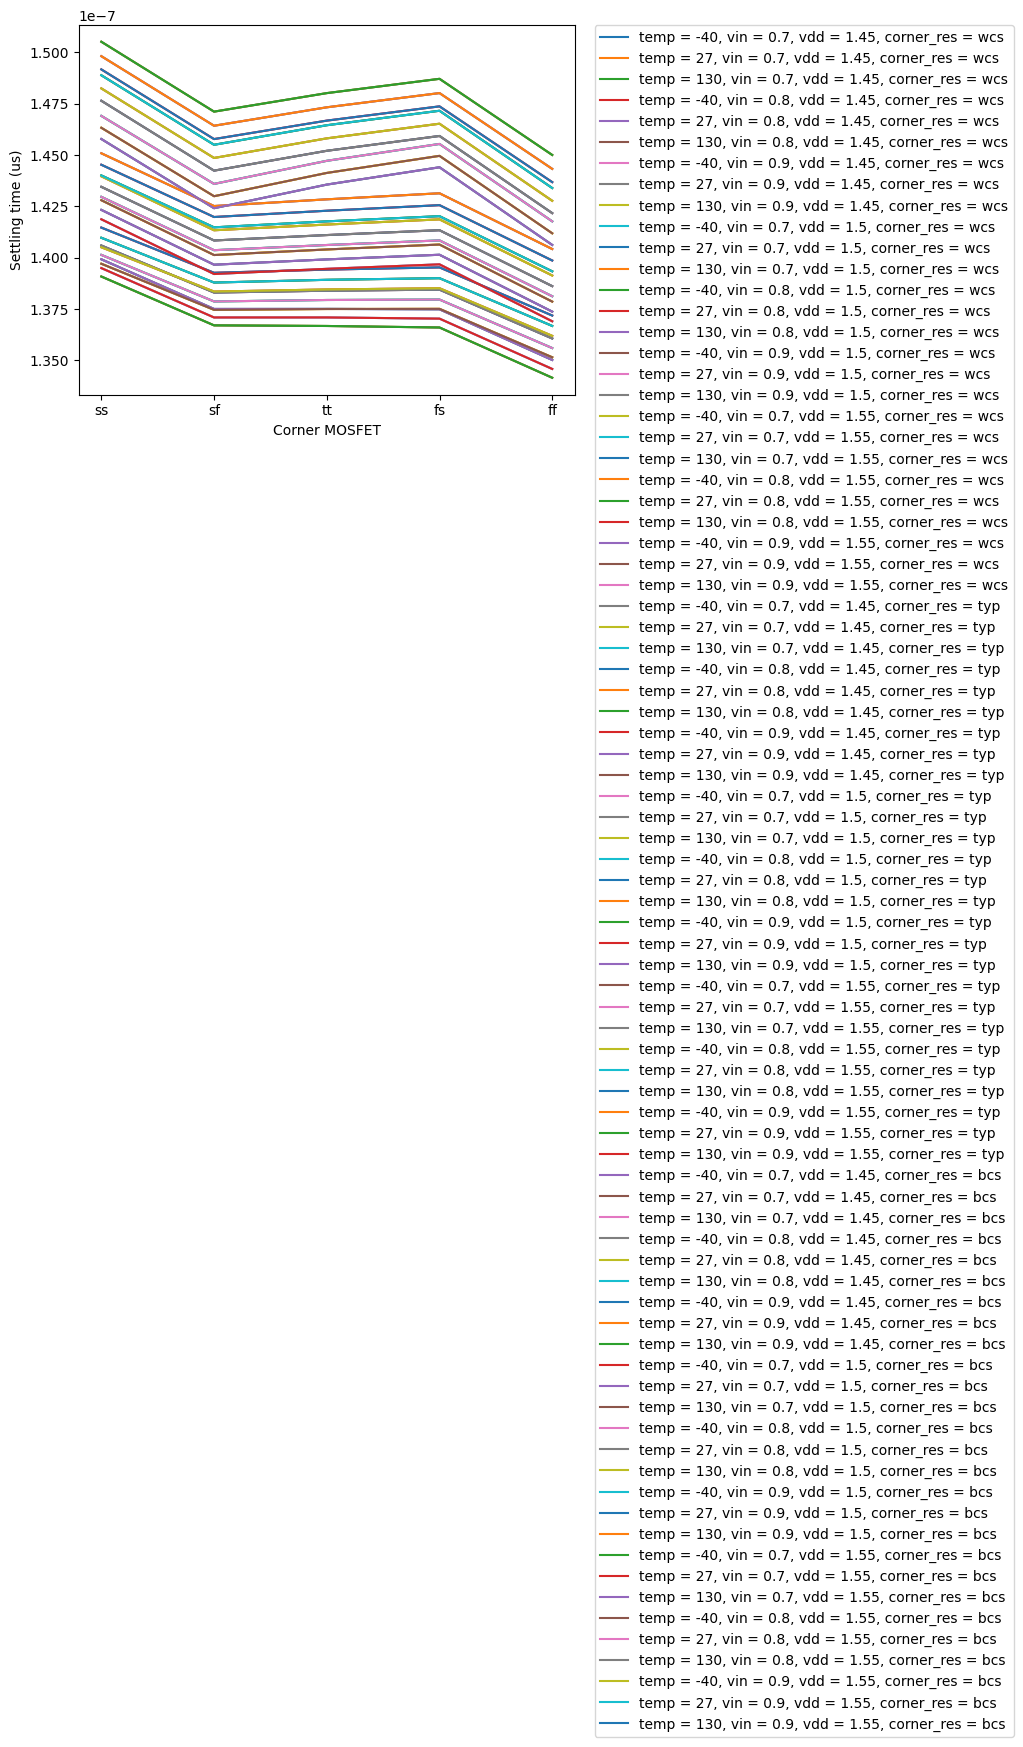 1e−7
1.500
1.475
1.450
1.425
1.400
1.375
1.350
Settling time (us)
ss sf tt fs ff
Corner MOSFET
temp = -40, vin = 0.7, vdd = 1.45, corner_res = wcs
temp = 27, vin = 0.7, vdd = 1.45, corner_res = wcs
temp = 130, vin = 0.7, vdd = 1.45, corner_res = wcs
temp = -40, vin = 0.8, vdd = 1.45, corner_res = wcs
temp = 27, vin = 0.8, vdd = 1.45, corner_res = wcs
temp = 130, vin = 0.8, vdd = 1.45, corner_res = wcs
temp = -40, vin = 0.9, vdd = 1.45, corner_res = wcs
temp = 27, vin = 0.9, vdd = 1.45, corner_res = wcs
temp = 130, vin = 0.9, vdd = 1.45, corner_res = wcs
temp = -40, vin = 0.7, vdd = 1.5, corner_res = wcs
temp = 27, vin = 0.7, vdd = 1.5, corner_res = wcs
temp = 130, vin = 0.7, vdd = 1.5, corner_res = wcs
temp = -40, vin = 0.8, vdd = 1.5, corner_res = wcs
temp = 27, vin = 0.8, vdd = 1.5, corner_res = wcs
temp = 130, vin = 0.8, vdd = 1.5, corner_res = wcs
temp = -40, vin = 0.9, vdd = 1.5, corner_res = wcs
temp = 27, vin = 0.9, vdd = 1.5, corner_res = wcs
temp = 130, vin = 0.9, vdd = 1.5, corner_res = wcs
temp = -40, vin = 0.7, vdd = 1.55, corner_res = wcs
temp = 27, vin = 0.7, vdd = 1.55, corner_res = wcs
temp = 130, vin = 0.7, vdd = 1.55, corner_res = wcs
temp = -40, vin = 0.8, vdd = 1.55, corner_res = wcs
temp = 27, vin = 0.8, vdd = 1.55, corner_res = wcs
temp = 130, vin = 0.8, vdd = 1.55, corner_res = wcs
temp = -40, vin = 0.9, vdd = 1.55, corner_res = wcs
temp = 27, vin = 0.9, vdd = 1.55, corner_res = wcs
temp = 130, vin = 0.9, vdd = 1.55, corner_res = wcs
temp = -40, vin = 0.7, vdd = 1.45, corner_res = typ
temp = 27, vin = 0.7, vdd = 1.45, corner_res = typ
temp = 130, vin = 0.7, vdd = 1.45, corner_res = typ
temp = -40, vin = 0.8, vdd = 1.45, corner_res = typ
temp = 27, vin = 0.8, vdd = 1.45, corner_res = typ
temp = 130, vin = 0.8, vdd = 1.45, corner_res = typ
temp = -40, vin = 0.9, vdd = 1.45, corner_res = typ
temp = 27, vin = 0.9, vdd = 1.45, corner_res = typ
temp = 130, vin = 0.9, vdd = 1.45, corner_res = typ
temp = -40, vin = 0.7, vdd = 1.5, corner_res = typ
temp = 27, vin = 0.7, vdd = 1.5, corner_res = typ
temp = 130, vin = 0.7, vdd = 1.5, corner_res = typ
temp = -40, vin = 0.8, vdd = 1.5, corner_res = typ
temp = 27, vin = 0.8, vdd = 1.5, corner_res = typ
temp = 130, vin = 0.8, vdd = 1.5, corner_res = typ
temp = -40, vin = 0.9, vdd = 1.5, corner_res = typ
temp = 27, vin = 0.9, vdd = 1.5, corner_res = typ
temp = 130, vin = 0.9, vdd = 1.5, corner_res = typ
temp = -40, vin = 0.7, vdd = 1.55, corner_res = typ
temp = 27, vin = 0.7, vdd = 1.55, corner_res = typ
temp = 130, vin = 0.7, vdd = 1.55, corner_res = typ
temp = -40, vin = 0.8, vdd = 1.55, corner_res = typ
temp = 27, vin = 0.8, vdd = 1.55, corner_res = typ
temp = 130, vin = 0.8, vdd = 1.55, corner_res = typ
temp = -40, vin = 0.9, vdd = 1.55, corner_res = typ
temp = 27, vin = 0.9, vdd = 1.55, corner_res = typ
temp = 130, vin = 0.9, vdd = 1.55, corner_res = typ
temp = -40, vin = 0.7, vdd = 1.45, corner_res = bcs
temp = 27, vin = 0.7, vdd = 1.45, corner_res = bcs
temp = 130, vin = 0.7, vdd = 1.45, corner_res = bcs
temp = -40, vin = 0.8, vdd = 1.45, corner_res = bcs
temp = 27, vin = 0.8, vdd = 1.45, corner_res = bcs
temp = 130, vin = 0.8, vdd = 1.45, corner_res = bcs
temp = -40, vin = 0.9, vdd = 1.45, corner_res = bcs
temp = 27, vin = 0.9, vdd = 1.45, corner_res = bcs
temp = 130, vin = 0.9, vdd = 1.45, corner_res = bcs
temp = -40, vin = 0.7, vdd = 1.5, corner_res = bcs
temp = 27, vin = 0.7, vdd = 1.5, corner_res = bcs
temp = 130, vin = 0.7, vdd = 1.5, corner_res = bcs
temp = -40, vin = 0.8, vdd = 1.5, corner_res = bcs
temp = 27, vin = 0.8, vdd = 1.5, corner_res = bcs
temp = 130, vin = 0.8, vdd = 1.5, corner_res = bcs
temp = -40, vin = 0.9, vdd = 1.5, corner_res = bcs
temp = 27, vin = 0.9, vdd = 1.5, corner_res = bcs
temp = 130, vin = 0.9, vdd = 1.5, corner_res = bcs
temp = -40, vin = 0.7, vdd = 1.55, corner_res = bcs
temp = 27, vin = 0.7, vdd = 1.55, corner_res = bcs
temp = 130, vin = 0.7, vdd = 1.55, corner_res = bcs
temp = -40, vin = 0.8, vdd = 1.55, corner_res = bcs
temp = 27, vin = 0.8, vdd = 1.55, corner_res = bcs
temp = 130, vin = 0.8, vdd = 1.55, corner_res = bcs
temp = -40, vin = 0.9, vdd = 1.55, corner_res = bcs
temp = 27, vin = 0.9, vdd = 1.55, corner_res = bcs
temp = 130, vin = 0.9, vdd = 1.55, corner_res = bcs